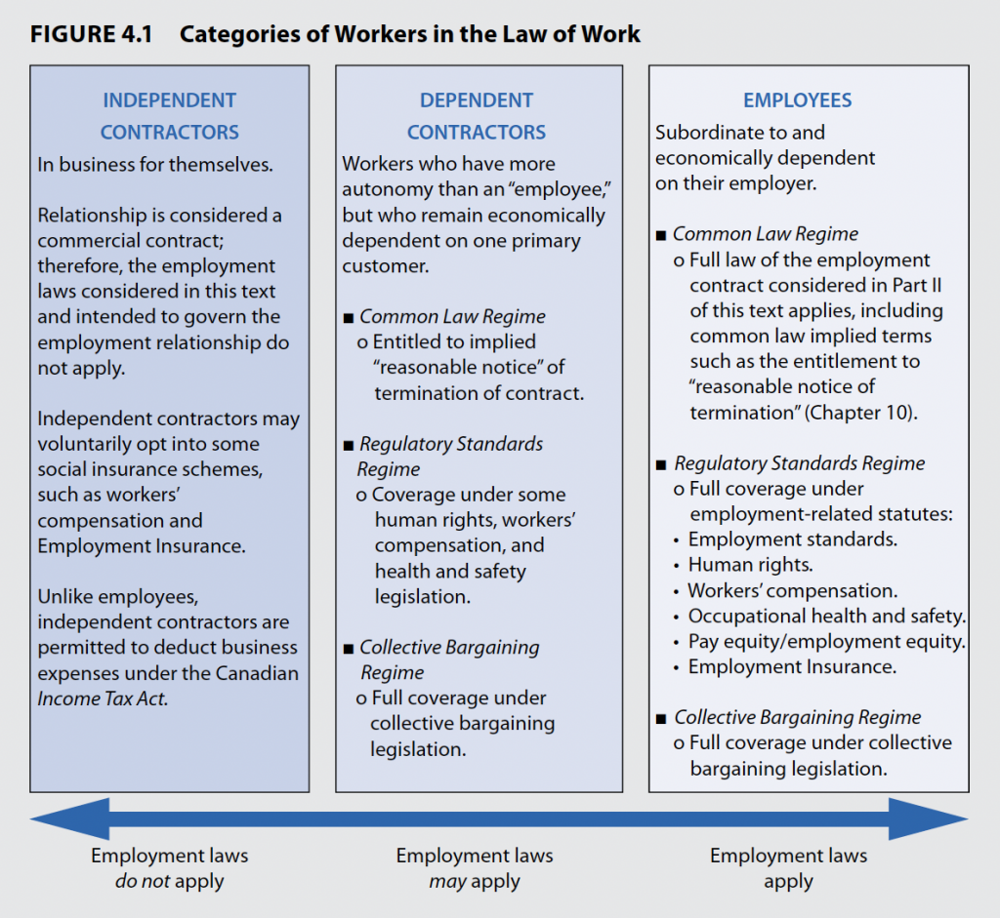 FIGURE 4.1 Categories of Workers in the Law of Work
INDEPENDENT
CONTRACTORS
In business for themselves.
Relationship is considered a
commercial contract;
therefore, the employment
laws considered in this text
and intended to govern the
employment relationship do
not apply.
Independent contractors may
voluntarily opt into some
social insurance schemes,
such as workers’
compensation and
Employment Insurance.
Unlike employees,
independent contractors are
permitted to deduct business
expenses under the Canadian
Income Tax Act.
DEPENDENT
CONTRACTORS
Workers who have more
autonomy than an “employee,”
but who remain economically
dependent on one primary
customer.
■ Common Law Regime
o Entitled to implied
“reasonable notice” of
termination of contract.
■ Regulatory Standards
Regime
o Coverage under some
human rights, workers’
compensation, and
health and safety
legislation.
■ Collective Bargaining
Regime
o Full coverage under
collective bargaining
legislation.
EMPLOYEES
Subordinate to and
economically dependent
on their employer.
■ Common Law Regime
o Full law of the employment
contract considered in Part II
of this text applies, including
common law implied terms
such as the entitlement to
“reasonable notice of
termination” (Chapter 10).
■ Regulatory Standards Regime
o Full coverage under
employment-related statutes:
• Employment standards.
• Human rights.
• Workers’ compensation.
• Occupational health and safety.
• Pay equity/employment equity.
• Employment Insurance.
■ Collective Bargaining Regime
o Full coverage under collective
bargaining legislation.
Employment laws
do not apply
Employment laws
may apply
Employment laws
apply